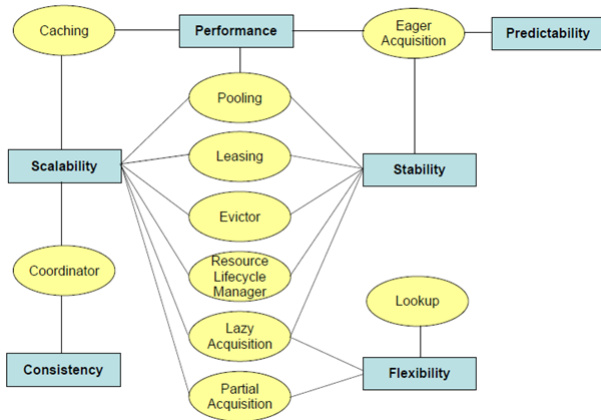 Caching
Performance
Eager
Acquisition
Predictability
Pooling
Leasing
Scalability
Stability
Evictor
Resource
Lifecycle
Manager
Coordinator
Lookup
Lazy
Acquisition
Consistency
Flexibility
Partial
Acquisition